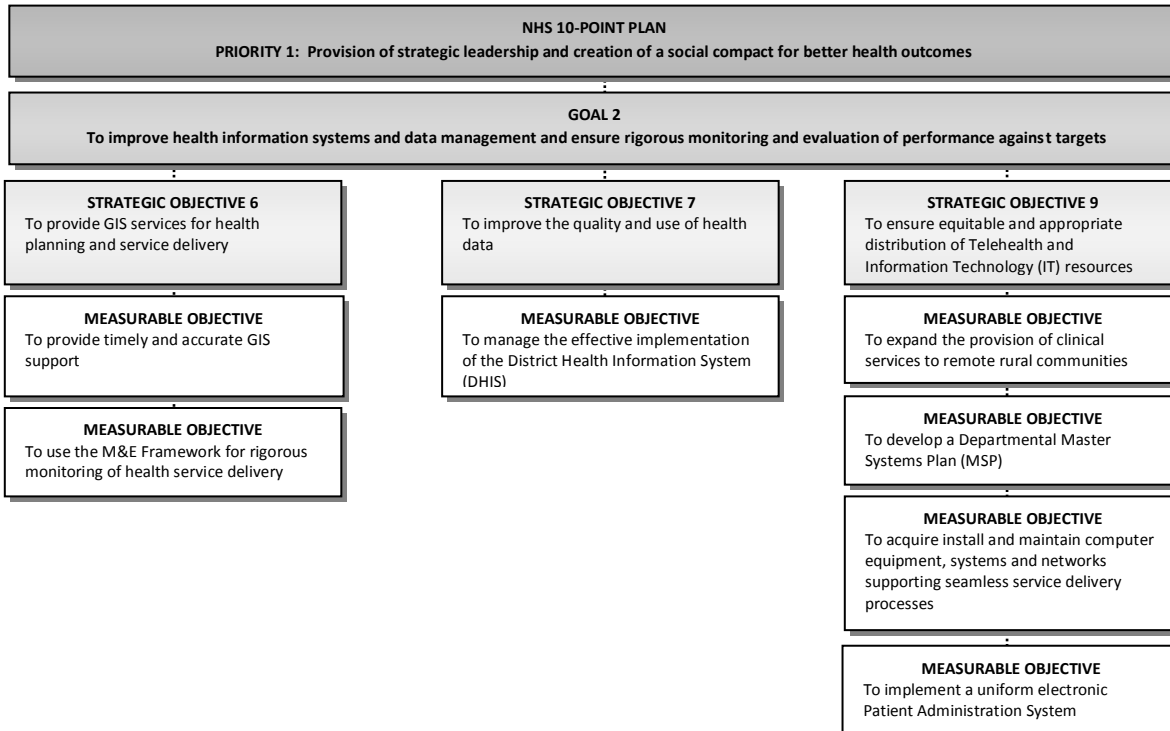 NHS 10-POINT PLAN
PRIORITY 1: Provision of strategic leadership and creation of a social compact for better health outcomes
GOAL 2
To improve health information systems and data management and ensure rigorous monitoring and evaluation of performance against targets
STRATEGIC OBJECTIVE 6
To provide GIS services for health
planning and service delivery
MEASURABLE OBJECTIVE
To provide timely and accurate GIS
support
MEASURABLE OBJECTIVE
To use the M&E Framework for rigorous
monitoring of health service delivery
STRATEGIC OBJECTIVE 7
To improve the quality and use of health
data
MEASURABLE OBJECTIVE
To manage the effective implementation
of the District Health Information System
(DHIS)
STRATEGIC OBJECTIVE 9
To ensure equitable and appropriate
distribution of Telehealth and
Information Technology (IT) resources
MEASURABLE OBJECTIVE
To expand the provision of clinical
services to remote rural communities
MEASURABLE OBJECTIVE
To develop a Departmental Master
Systems Plan (MSP)
MEASURABLE OBJECTIVE
To acquire install and maintain computer
equipment, systems and networks
supporting seamless service delivery
processes
MEASURABLE OBJECTIVE
To implement a uniform electronic
Patient Administration System